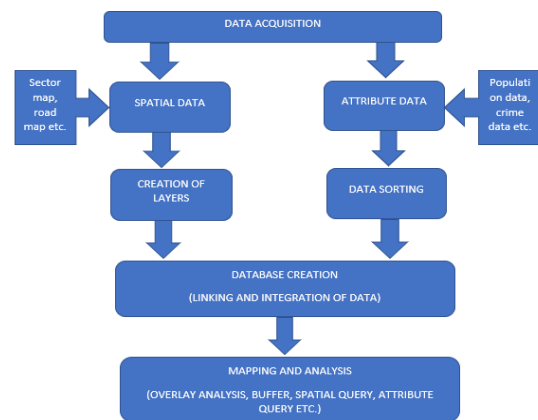 DATA ACQUISITION
Sector
map,
road
map etc.
SPATIAL DATA
ATTRIBUTE DATA
Populati
on data,
crime
data etc.
CREATION OF
LAYERS
DATA SORTING
DATABASE CREATION
(LINKING AND INTEGRATION OF DATA)
MAPPING AND ANALYSIS
(OVERLAY ANALYSIS, BUFFER, SPATIAL QUERY, ATTRIBUTE
QUERY ETC.)